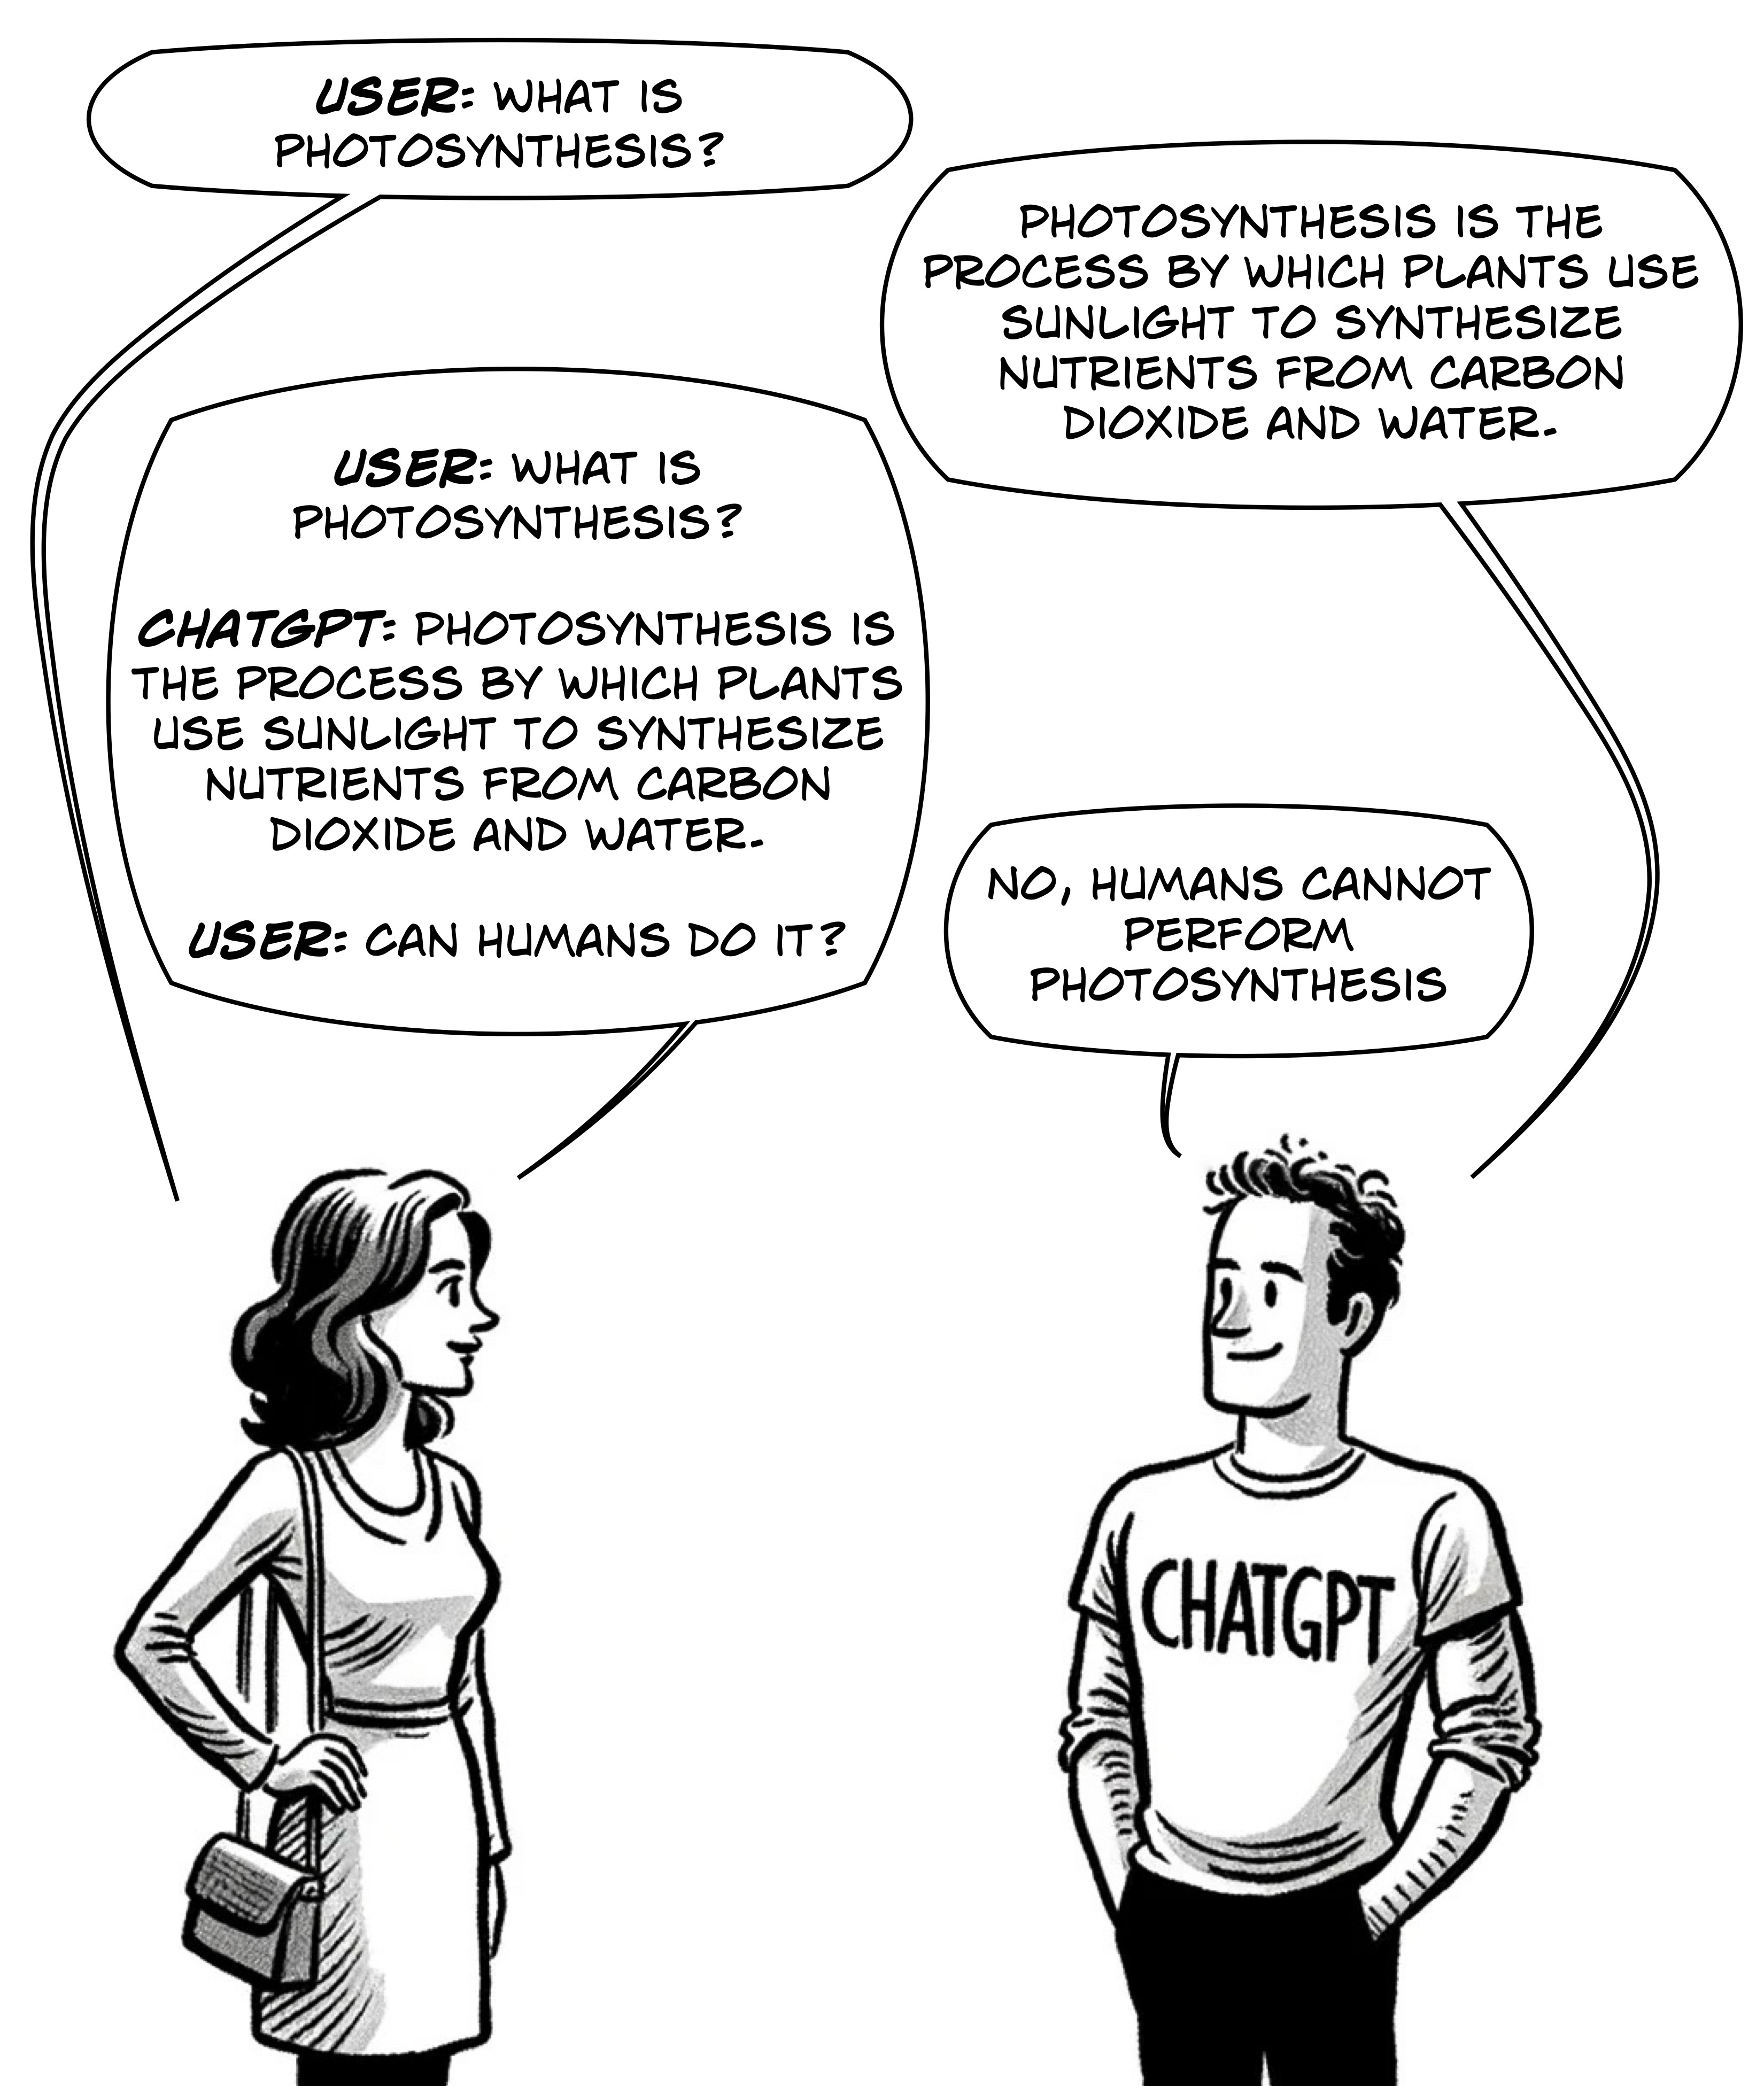 USER: WHAT IS
PHOTOSYNTHESIS?
PHOTOSYNTHESIS IS THE
PROCESS BY WHICH PLANTS USE
SUNLIGHT TO SYNTHESIZE
NUTRIENTS FROM CARBON
DIOXIDE AND WATER.
USER: WHAT IS
PHOTOSYNTHESIS?
CHATGPT: PHOTOSYNTHESIS IS
THE PROCESS BY WHICH PLANTS
USE SUNLIGHT TO SYNTHESIZE
NUTRIENTS FROM CARBON
DIOXIDE AND WATER.
USER: CAN HUMANS DO IT?
NO, HUMANS CANNOT
PERFORM
PHOTOSYNTHESIS
CHATGPT